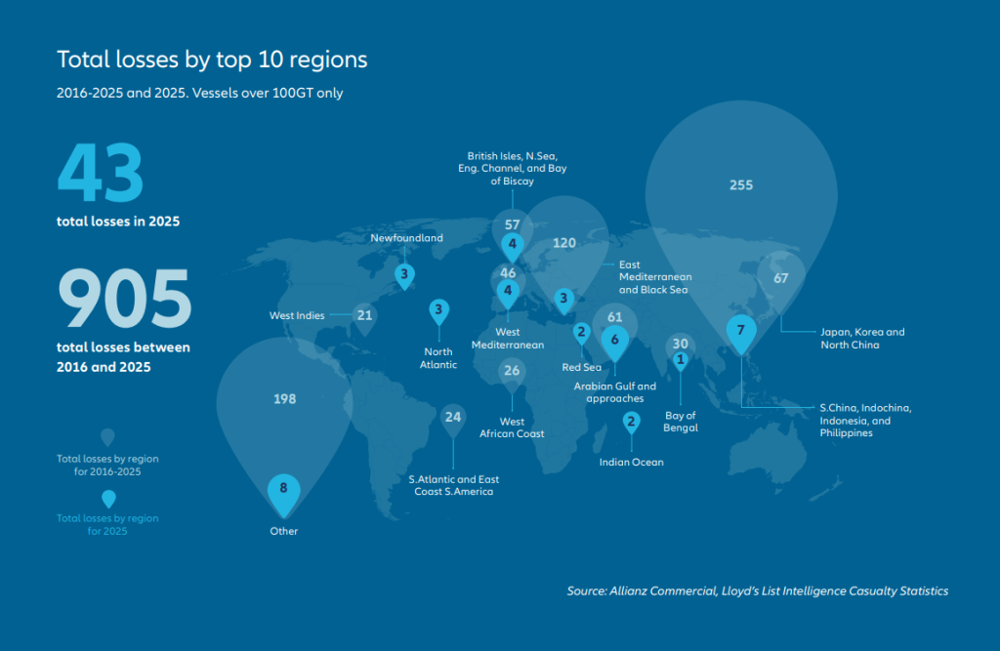 Total losses by top 10 regions
2016-2025 and 2025. Vessels over 100GT only
43
total losses in 2025
905
total losses between
2016 and 2025
Total losses by region
for 2016-2025
Total losses by region
for 2025
British Isles, N.Sea,
Eng. Channel, and Bay
of Biscay
57
4
120
East
Mediterranean
and Black Sea
3
255
Newfoundland
3
46
4
West
Mediterranean
67
Japan, Korea and
North China
West Indies
21
3
North
Atlantic
2
Red Sea
61
6
Arabian Gulf and
approaches
30
1
Bay of
Bengal
7
S.China, Indochina,
Indonesia, and
Philippines
26
West
African Coast
198
8
Other
24
S.Atlantic and East
Coast S.America
2
Indian Ocean
Source: Allianz Commercial, Lloyd's List Intelligence Casualty Statistics